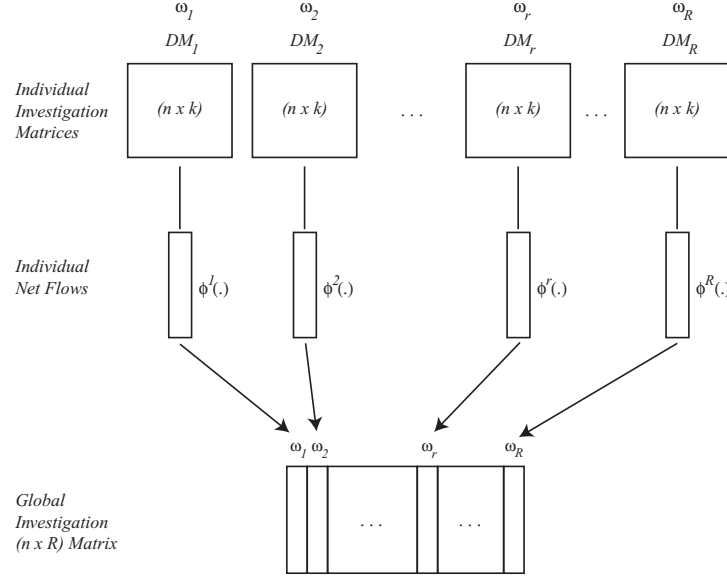 ω1 ω2 ωr ωR
DM1 DM2 DMr DMR
Individual
Investigation
Matrices
(n x k) (n x k) . . . (n x k) . . . (n x k)
Individual
Net Flows
ϕ1(.) ϕ2(.) ϕr(.) ϕR(.)
ω1 ω2 ωr ωR
Global
Investigation
(n x R) Matrix
. . . . . .